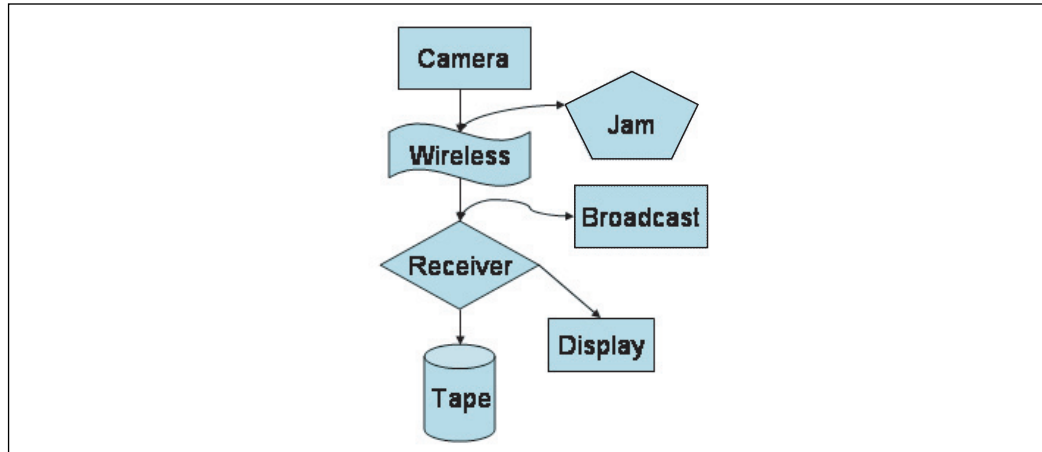 Camera
Jam
Wireless
Broadcast
Receiver
Display
Tape